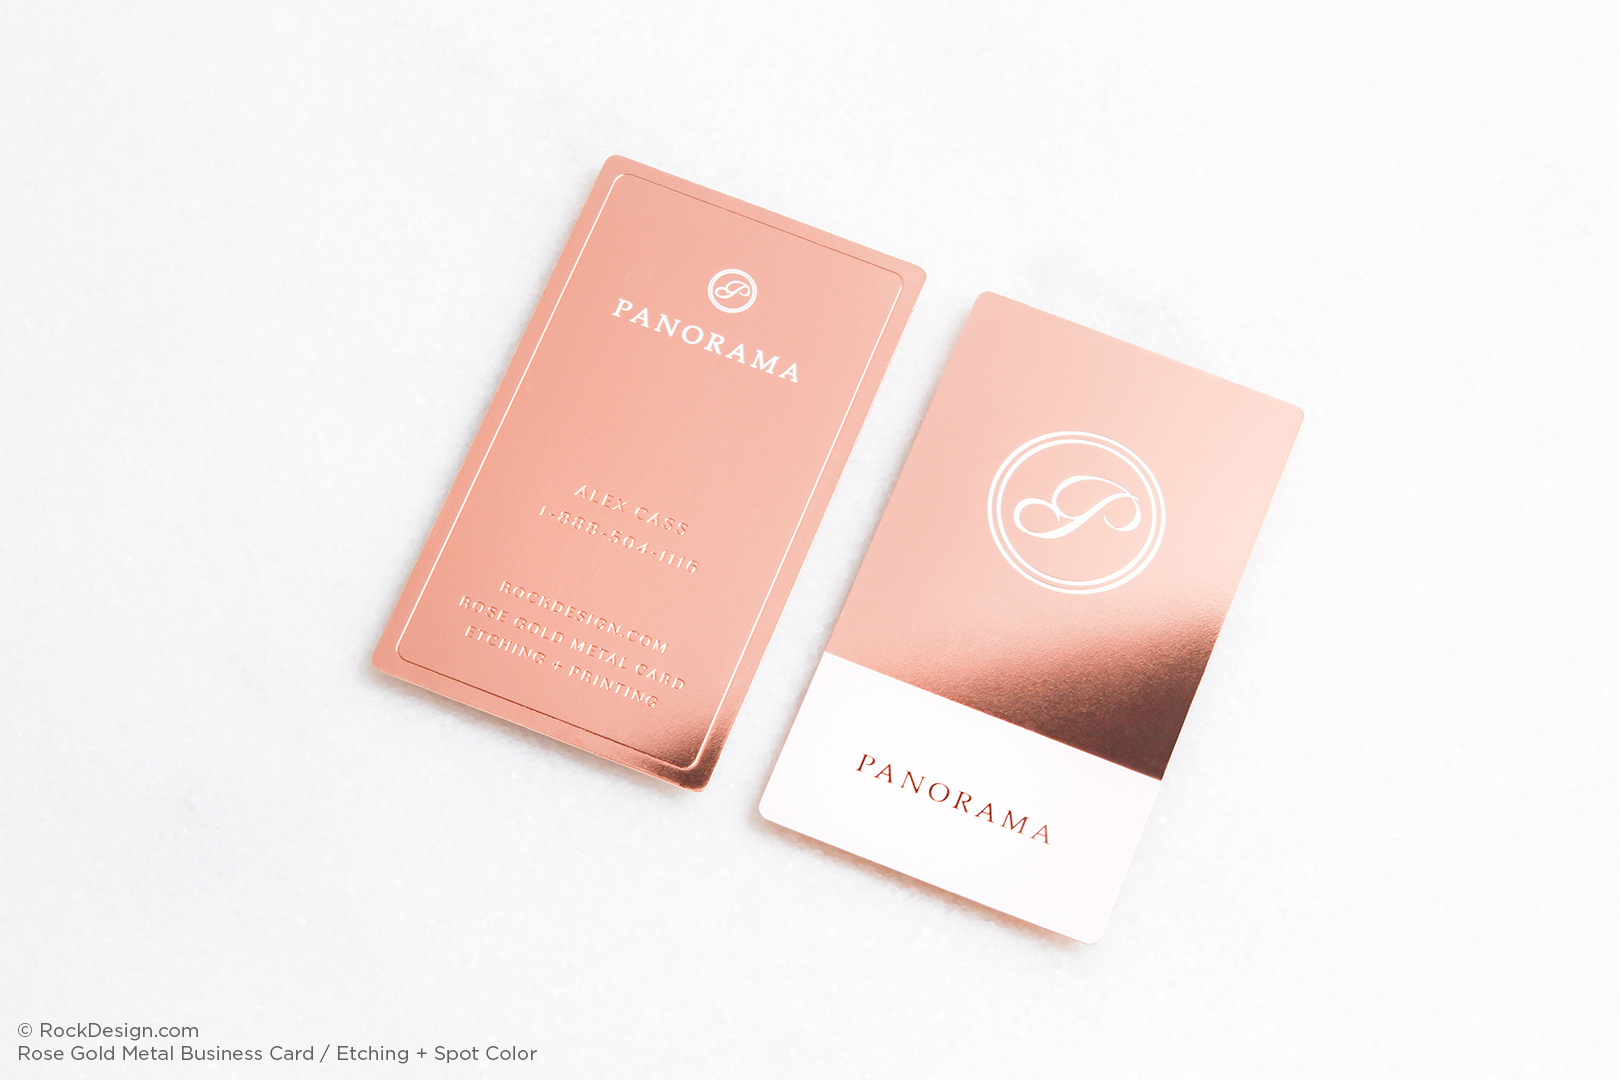 P
PANORAMA
ALEX CASS
1-888-504-1116
ROCKDESIGN.COM
ROSE GOLD METAL CARD
ETCHING + PRINTING
P
PANORAMA
© RockDesign.com
Rose Gold Metal Business Card / Etching + Spot Color